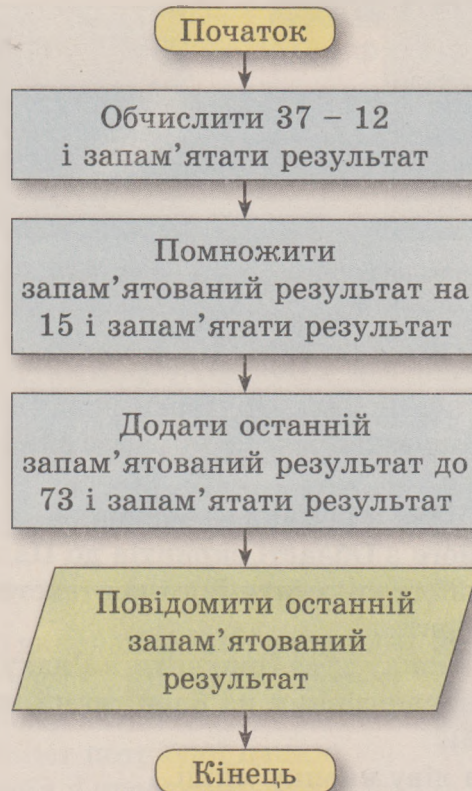 Початок
Обчислити 37 – 12
і запам’ятати результат
Помножити
запам’ятований результат на
15 і запам’ятати результат
Додати останній
запам’ятований результат до
73 і запам’ятати результат
Повідомити останній
запам’ятований
результат
Кінець